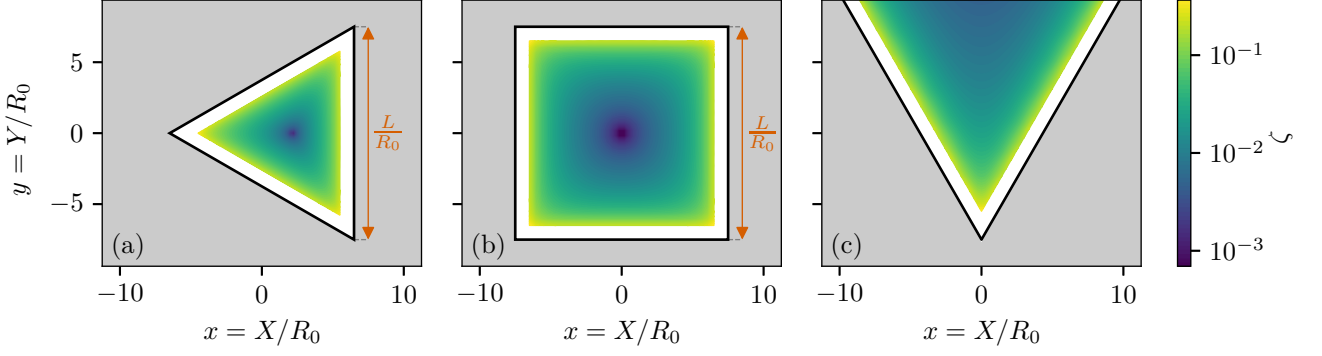 y = Y/R₀
5
0
−5
(a)
L/R₀
−10
0
10
x = X/R₀
(b)
L/R₀
−10
0
10
x = X/R₀
(c)
−10
0
10
x = X/R₀
10⁻¹
10⁻²
10⁻³
ζ